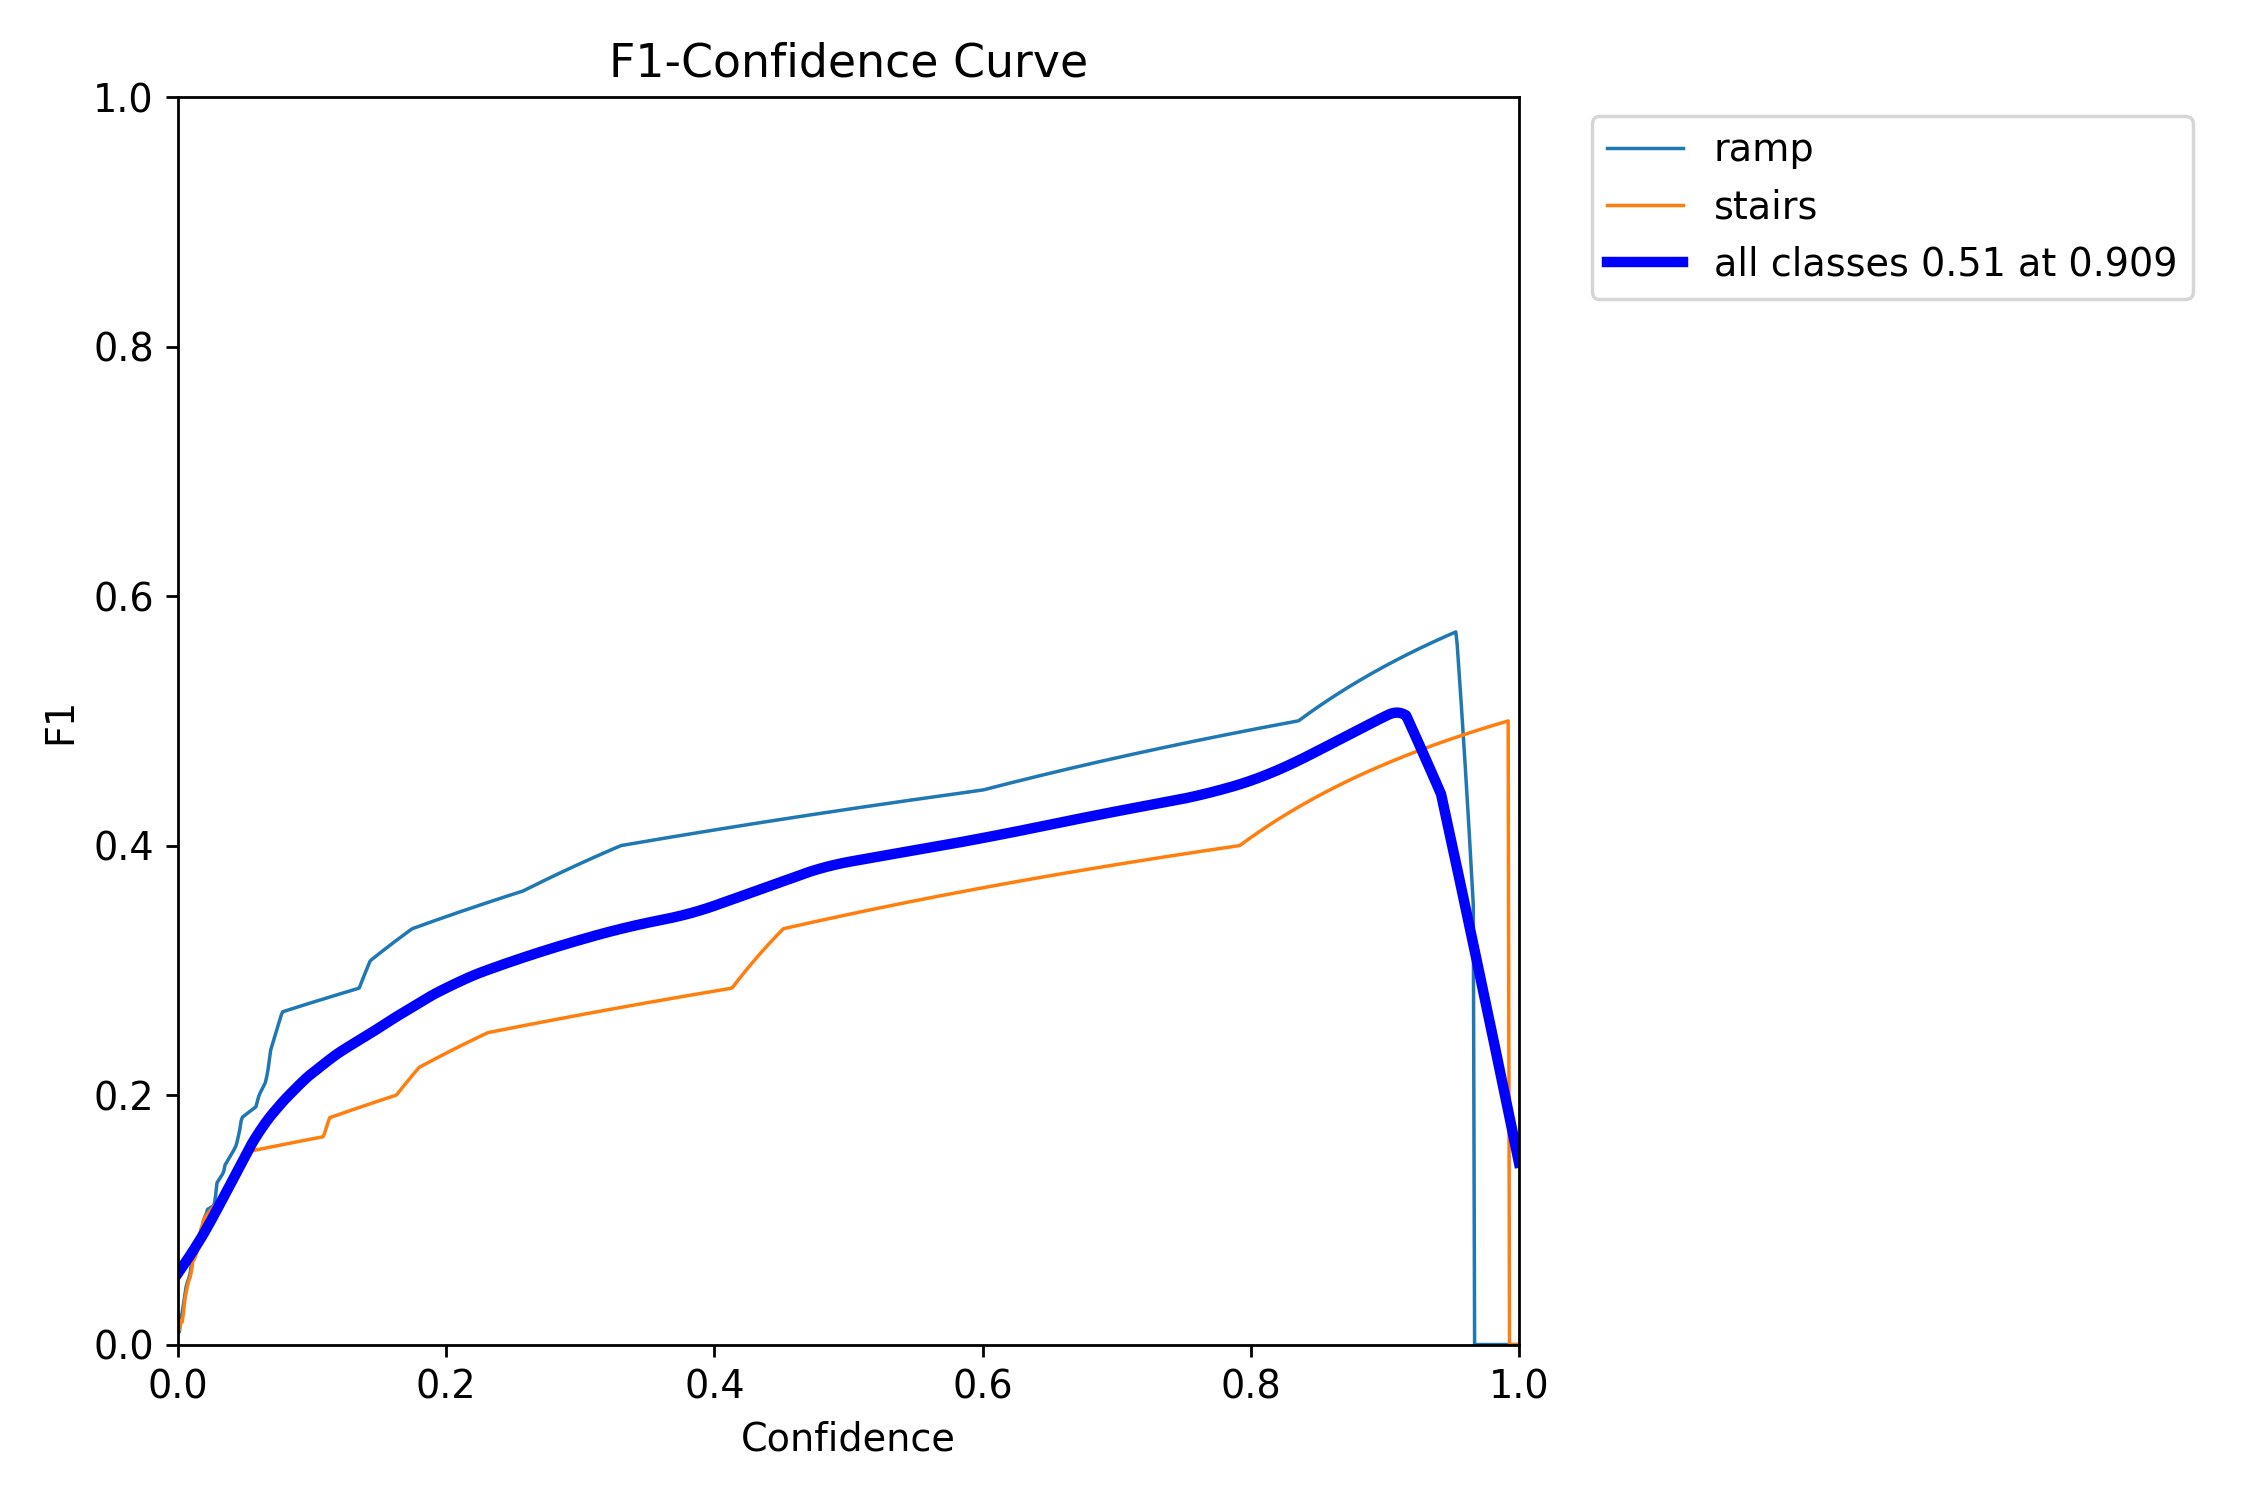 F1-Confidence Curve
1.0
0.8
0.6
0.4
0.2
0.0
F1
0.0 0.2 0.4 0.6 0.8 1.0
Confidence
ramp
stairs
all classes 0.51 at 0.909